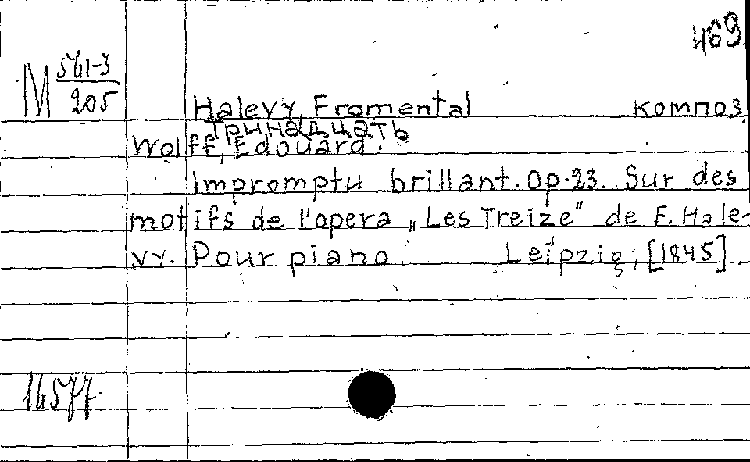 469
М 561-3
205
Halevy, Fromental композ
Тринадцать
Wolff, Edouard.
Impromptu brillant. Op. 23. Sur des
motifs de l'opera „Les Treize" de F. Hale-
vy. Pour piano. Leipzig, [1845]
16577